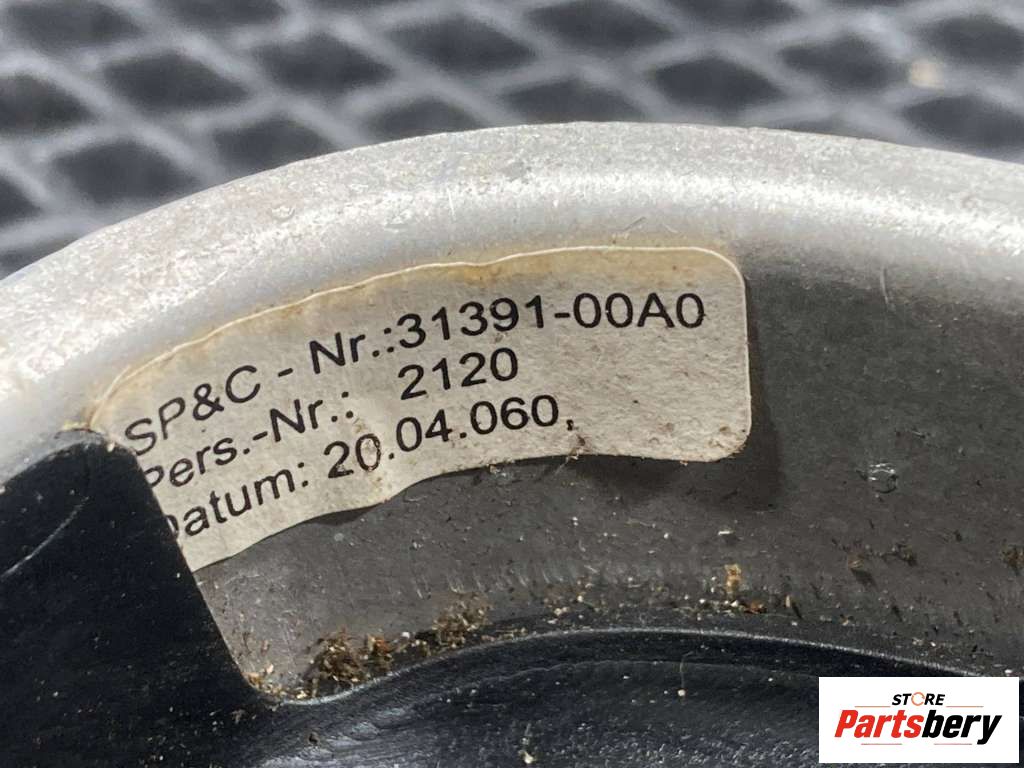 SP&C - Nr.:31391-00A0
Pers.-Nr.: 2120
Datum: 20.04.060,
STORE
Partsbery